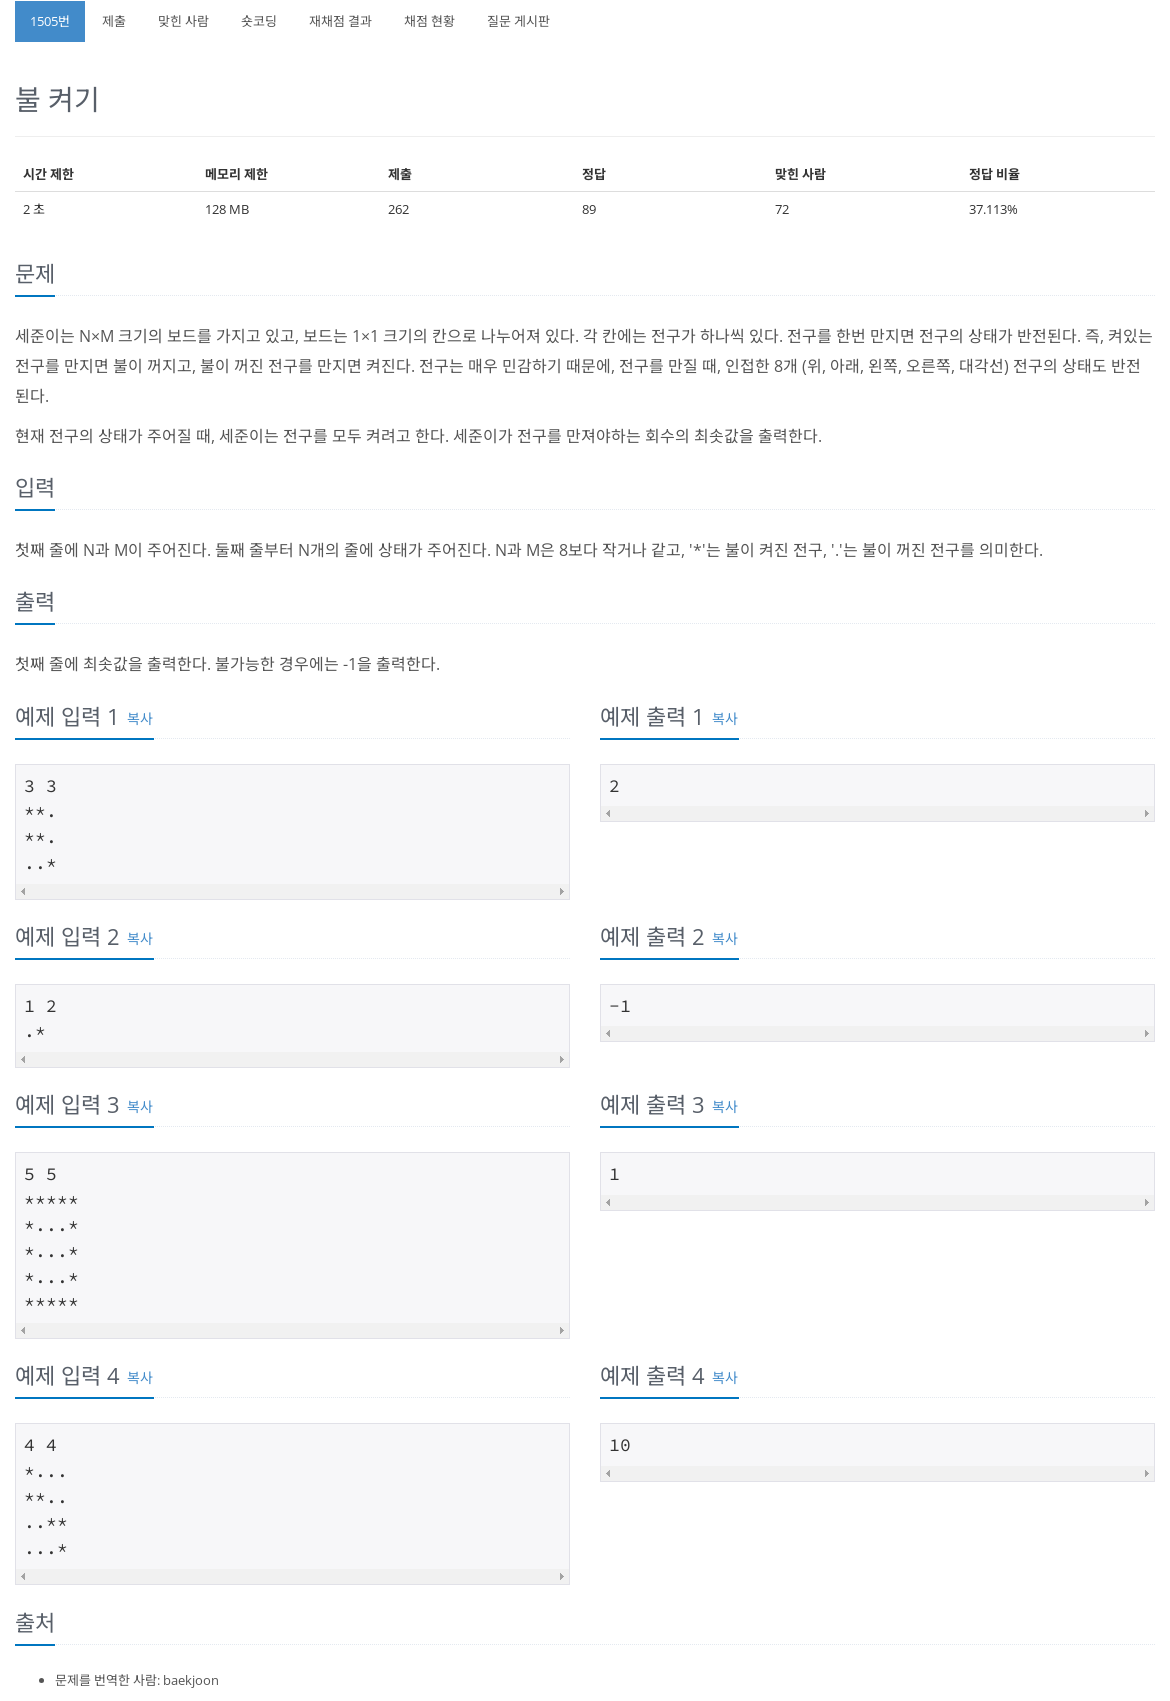 1505번 제출 맞힌 사람 숏코딩 재채점 결과 채점 현황 질문 게시판
불 켜기
시간 제한 메모리 제한 제출 정답 맞힌 사람 정답 비율
2 초 128 MB 262 89 72 37.113%
문제
세준이는 N×M 크기의 보드를 가지고 있고, 보드는 1×1 크기의 칸으로 나누어져 있다. 각 칸에는 전구가 하나씩 있다. 전구를 한번 만지면 전구의 상태가 반전된다. 즉, 켜있는
전구를 만지면 불이 꺼지고, 불이 꺼진 전구를 만지면 켜진다. 전구는 매우 민감하기 때문에, 전구를 만질 때, 인접한 8개 (위, 아래, 왼쪽, 오른쪽, 대각선) 전구의 상태도 반전
된다.
현재 전구의 상태가 주어질 때, 세준이는 전구를 모두 켜려고 한다. 세준이가 전구를 만져야하는 회수의 최솟값을 출력한다.
입력
첫째 줄에 N과 M이 주어진다. 둘째 줄부터 N개의 줄에 상태가 주어진다. N과 M은 8보다 작거나 같고, '*'는 불이 켜진 전구, '.'는 불이 꺼진 전구를 의미한다.
출력
첫째 줄에 최솟값을 출력한다. 불가능한 경우에는 -1을 출력한다.
예제 입력 1 복사
3 3
**.
**.
..*
예제 출력 1 복사
2
예제 입력 2 복사
1 2
.*
예제 출력 2 복사
-1
예제 입력 3 복사
5 5
*****
*...*
*...*
*...*
*****
예제 출력 3 복사
1
예제 입력 4 복사
4 4
*...
**..
..**
...*
예제 출력 4 복사
10
출처
• 문제를 번역한 사람: baekjoon